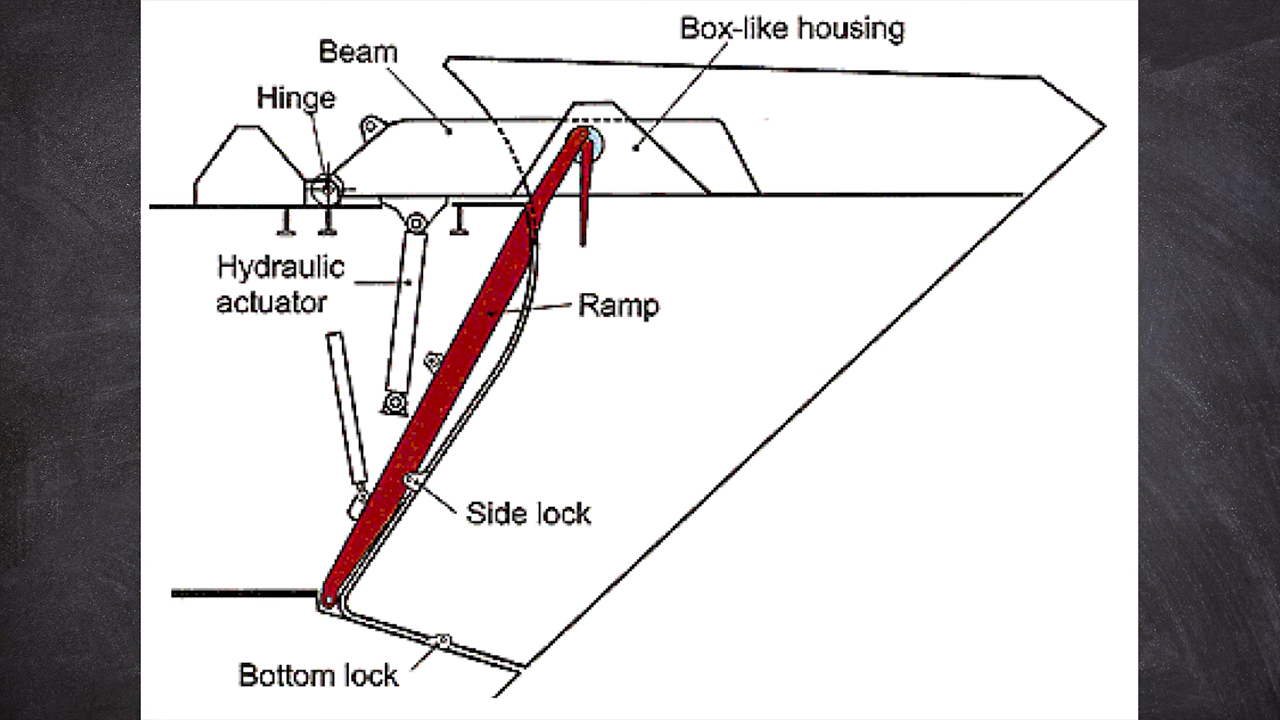 Box-like housing
Beam
Hinge
Hydraulic
actuator
Ramp
Side lock
Bottom lock